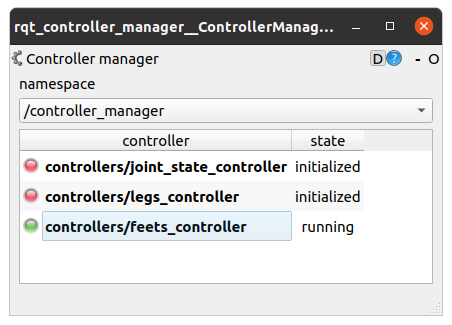 rqt_controller_manager__ControllerManag...
Controller manager D ? - O
namespace
/controller_manager
controller state
controllers/joint_state_controller initialized
controllers/legs_controller initialized
controllers/feets_controller running